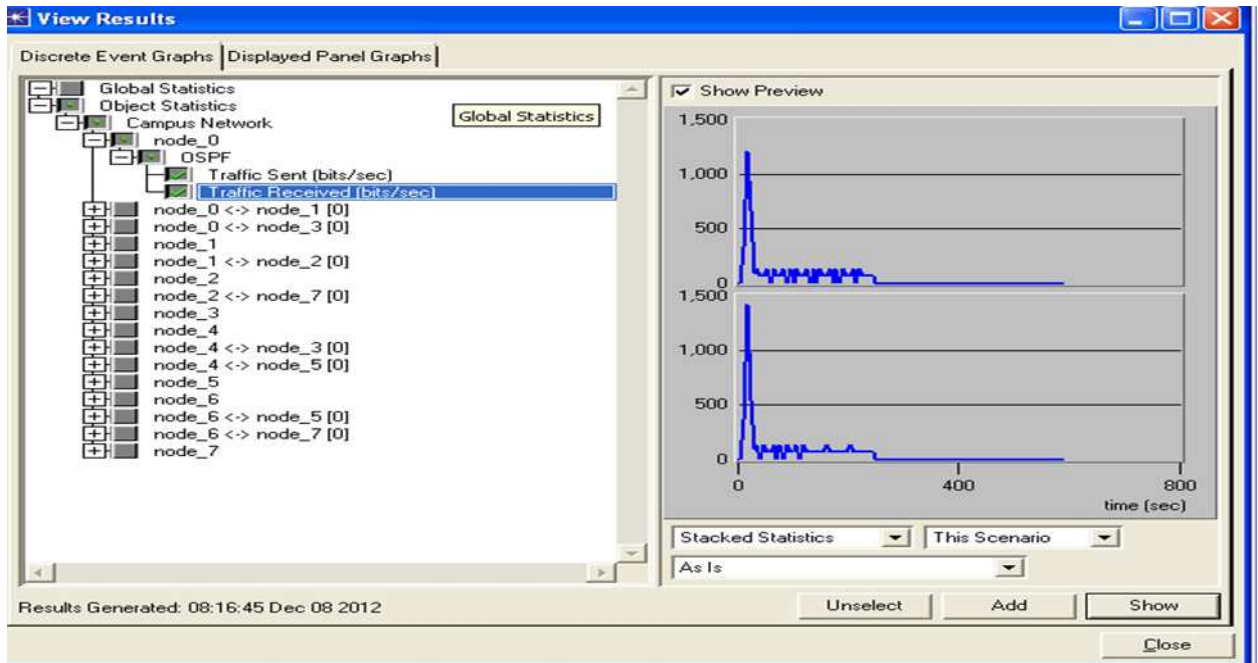 View Results
Discrete Event Graphs Displayed Panel Graphs
Global Statistics
Object Statistics
Global Statistics
Campus Network
node_0
OSPF
Traffic Sent (bits/sec)
Traffic Received (bits/sec)
node_0 <-> node_1 [0]
node_0 <-> node_3 [0]
node_1
node_1 <-> node_2 [0]
node_2
node_2 <-> node_7 [0]
node_3
node_4
node_4 <-> node_3 [0]
node_4 <-> node_5 [0]
node_5
node_6
node_6 <-> node_5 [0]
node_6 <-> node_7 [0]
node_7
Show Preview
1,500
1,000
500
0
1,500
1,000
500
0
0 400 800
time (sec)
Stacked Statistics This Scenario
As Is
Results Generated: 08:16:45 Dec 08 2012
Unselect Add Show
Close